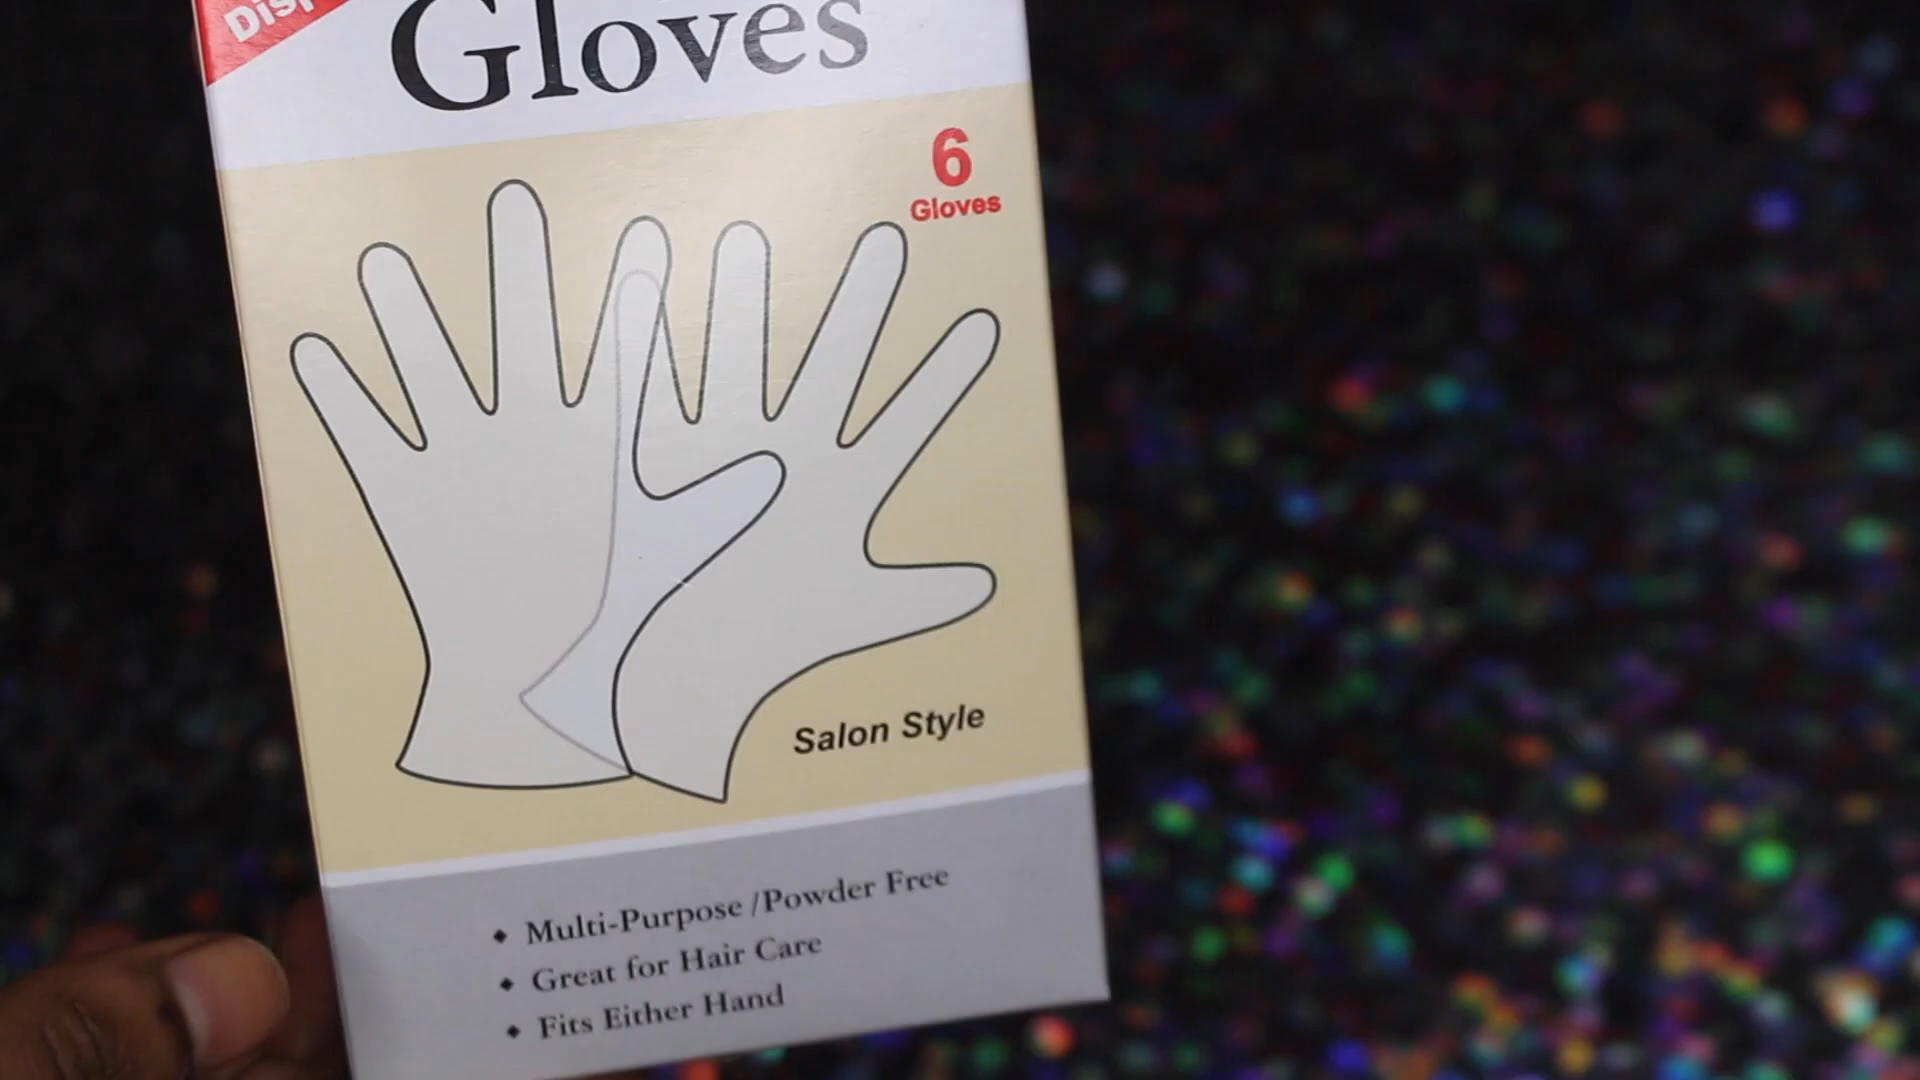 Gloves
6
Gloves
Salon Style
Multi-Purpose /Powder Free
Great for Hair Care
Fits Either Hand